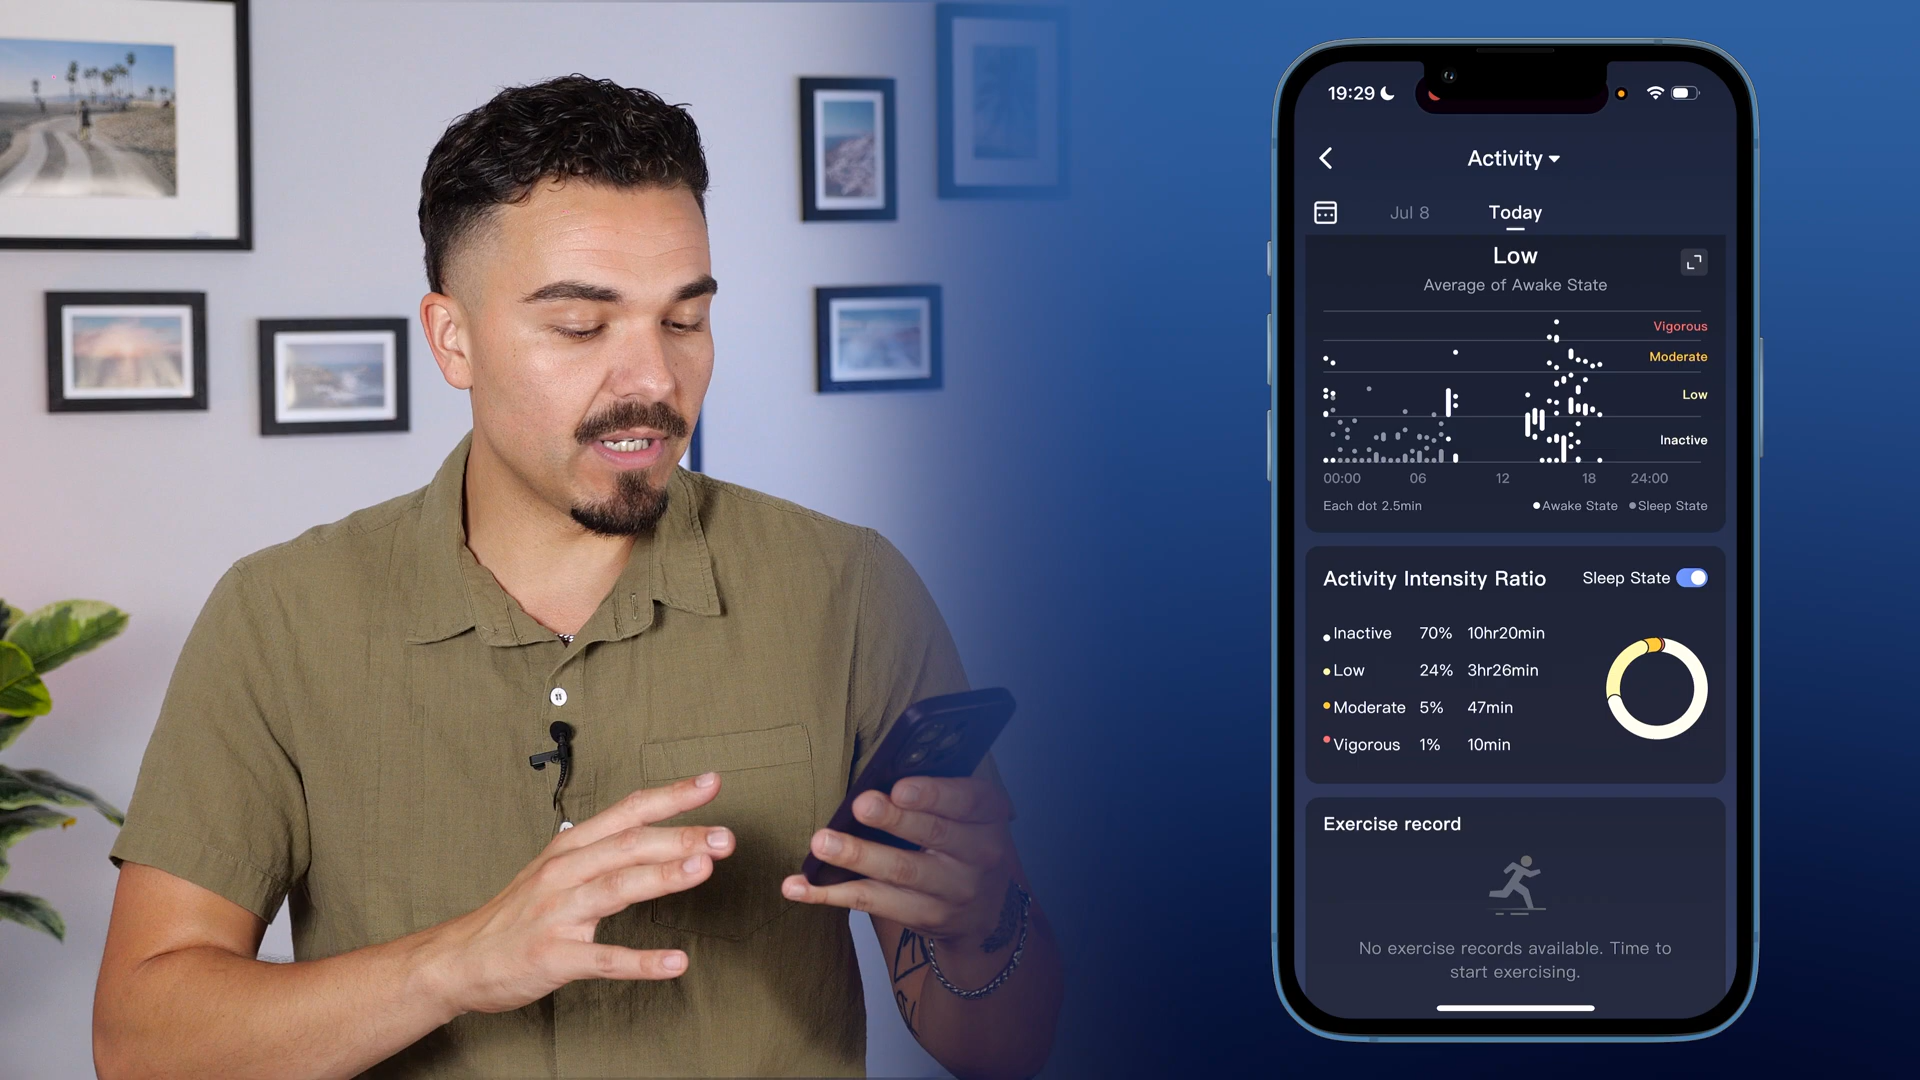 19:29
Activity
Jul 8
Today
Low
Average of Awake State
Vigorous
Moderate
Low
Inactive
00:00 06 12 18 24:00
Each dot 2.5min
Awake State
Sleep State
Activity Intensity Ratio
Sleep State
Inactive 70% 10hr20min
Low 24% 3hr26min
Moderate 5% 47min
Vigorous 1% 10min
Exercise record
No exercise records available. Time to
start exercising.